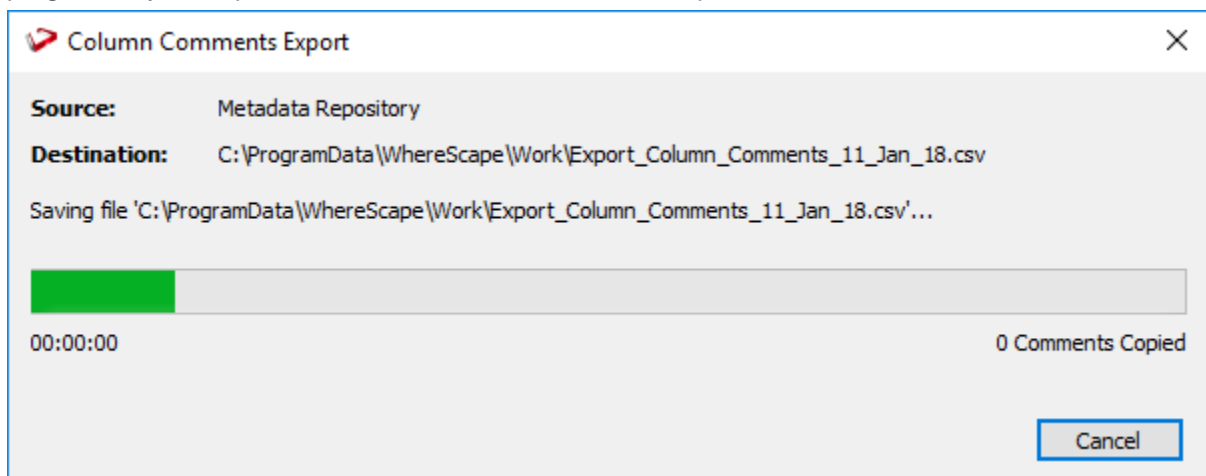 Column Comments Export
Source: Metadata Repository
Destination: C:\ProgramData\WhereScape\Work\Export_Column_Comments_11_Jan_18.csv
Saving file 'C:\ProgramData\WhereScape\Work\Export_Column_Comments_11_Jan_18.csv'...
00:00:00 0 Comments Copied
Cancel